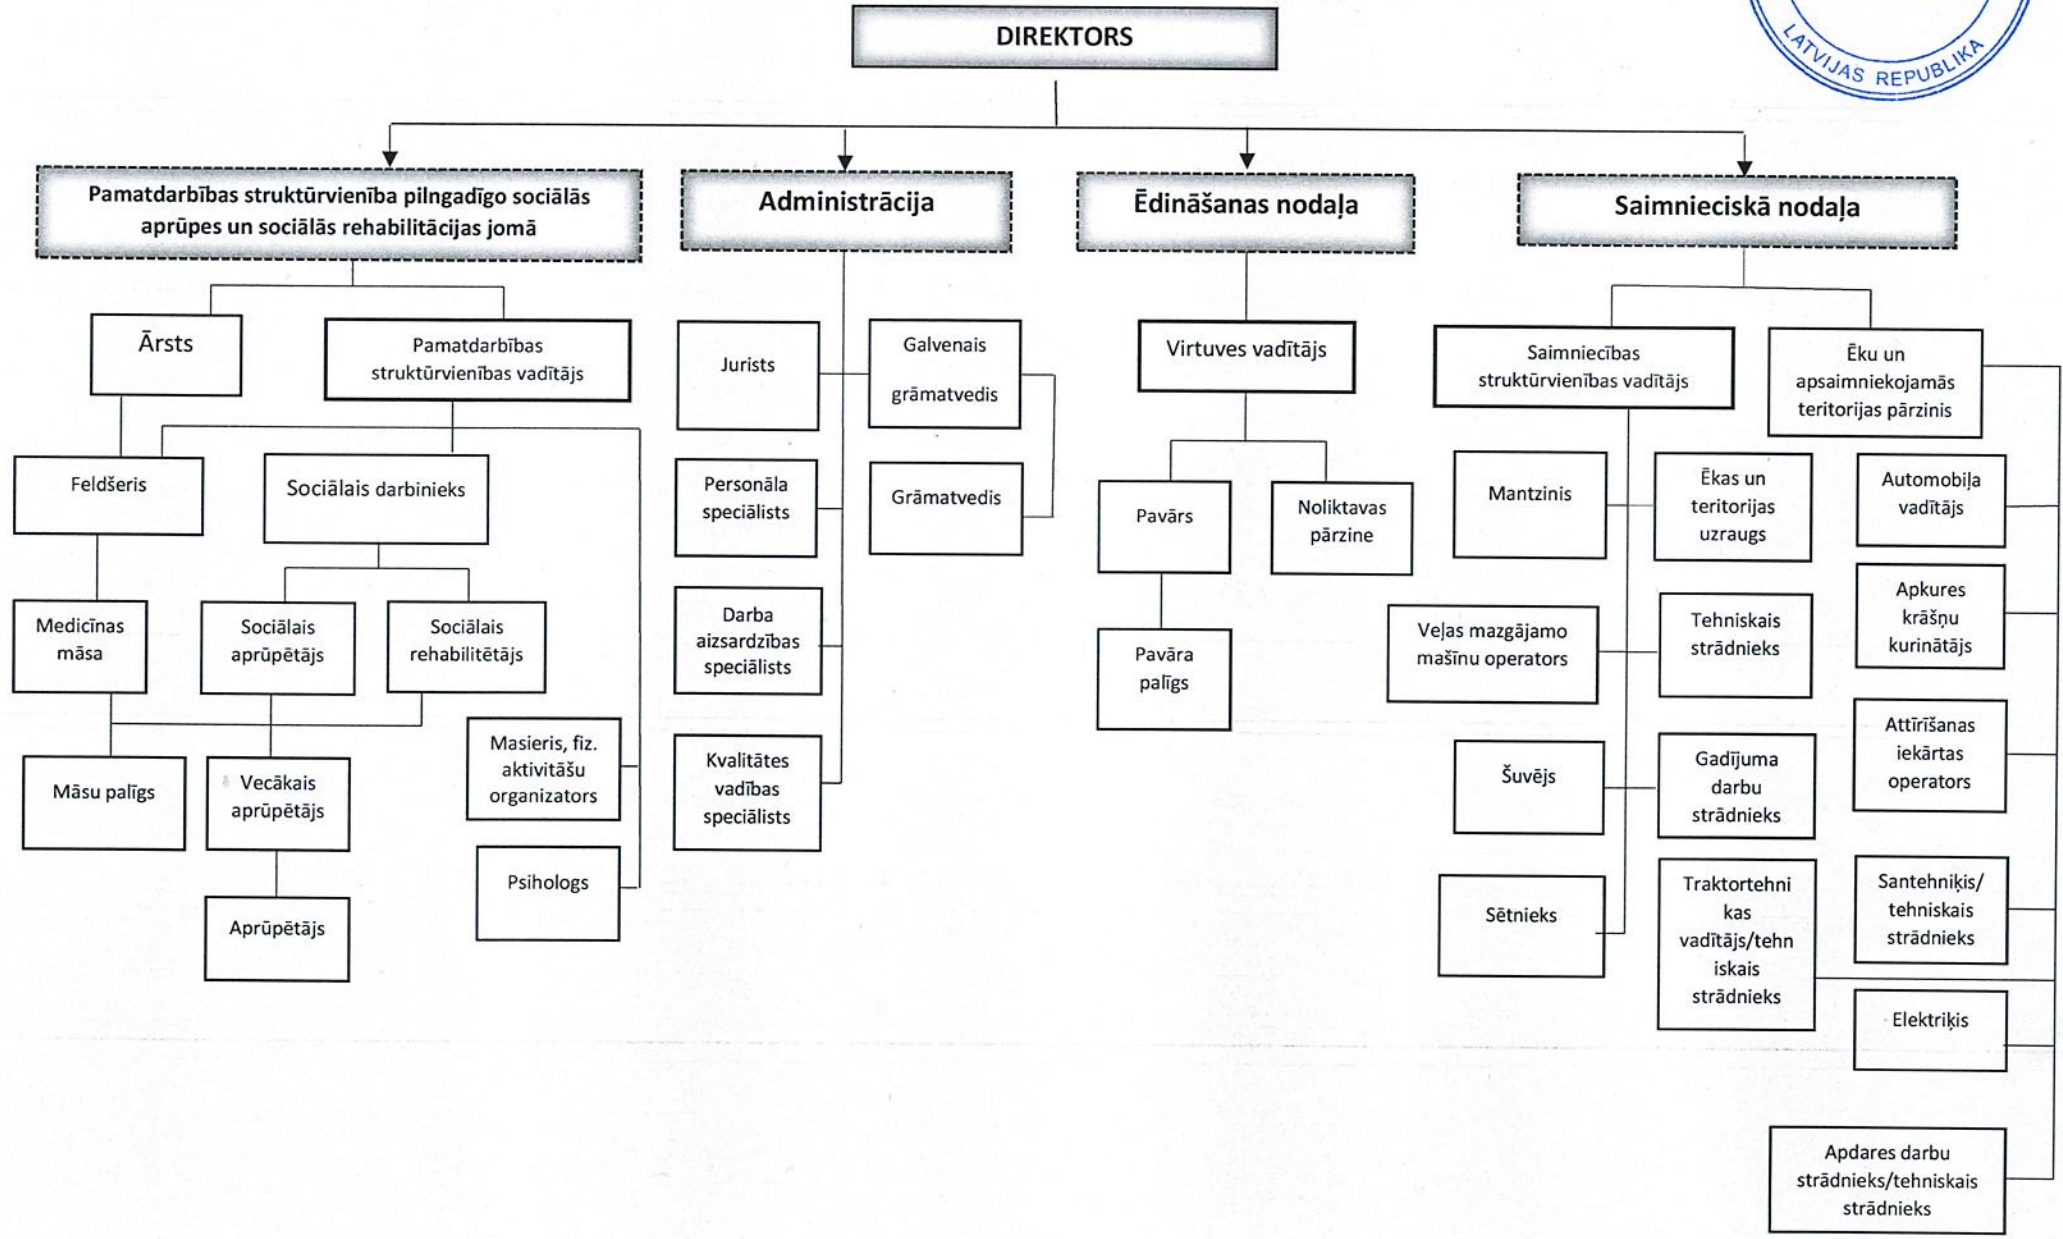 DIREKTORS
LATVIJAS REPUBLIKA
Pamatdarbības struktūrvienība pilngadīgo sociālās
aprūpes un sociālās rehabilitācijas jomā
Administrācija
Ēdināšanas nodaļa
Saimnieciskā nodaļa
Ārsts
Pamatdarbības
struktūrvienības vadītājs
Feldšeris
Sociālais darbinieks
Medicīnas
māsa
Sociālais
aprūpētājs
Sociālais
rehabilitētājs
Māsu palīgs
Vecākais
aprūpētājs
Aprūpētājs
Masieris, fiz.
aktivitāšu
organizators
Psihologs
Jurists
Galvenais
grāmatvedis
Personāla
speciālists
Grāmatvedis
Darba
aizsardzības
speciālists
Kvalitātes
vadības
speciālists
Virtuves vadītājs
Pavārs
Noliktavas
pārzine
Pavāra
palīgs
Saimniecības
struktūrvienības vadītājs
Ēku un
apsaimniekojamās
teritorijas pārzinis
Mantzinis
Ēkas un
teritorijas
uzraugs
Automobiļa
vadītājs
Veļas mazgājamo
mašīnu operators
Tehniskais
strādnieks
Apkures
krāšņu
kurinātājs
Šuvējs
Gadījuma
darbu
strādnieks
Attīrīšanas
iekārtas
operators
Sētnieks
Traktortehni
kas
vadītājs/tehn
iskais
strādnieks
Santehniķis/
tehniskais
strādnieks
Elektriķis
Apdares darbu
strādnieks/tehniskais
strādnieks